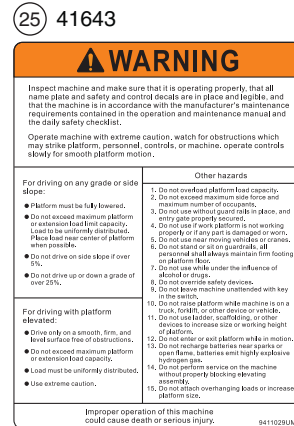 25 41643
WARNING
Inspect machine and make sure that it is operating properly, that all
name plate and safety and control decals are in place and legible, and
that the machine is in accordance with the manufacturer's maintenance
requirements contained in the operation and maintenance manual and
the daily safety checklist.
Operate machine with extreme caution, watch for obstructions which
may strike platform, personnel, controls, or machine. operate controls
slowly for smooth platform motion.
For driving on any grade or side
slope:
● Platform must be fully lowered.
● Do not exceed maximum platform
or extension load limit capacity.
Load to be uniformly distributed.
Place load near center of platform
when possible.
● Do not drive on side slope if over
5%.
● Do not drive up or down a grade of
over 25%.
For driving with platform
elevated:
● Drive only on a smooth, firm, and
level surface free of obstructions.
● Do not exceed maximum platform
or extension load capacity.
● Load must be uniformly distributed.
● Use extreme caution.
Other hazards
1. Do not overload platform load capacity.
2. Do not exceed maximum side force and
maximum number of occupants.
3. Do not use without guard rails in place, and
entry gate properly secured.
4. Do not use if work platform is not working
properly or if any part is damaged or worn.
5. Do not use near moving vehicles or cranes.
6. Do not stand or sit on guardrails, all
personnel shall always maintain firm footing
on platform floor.
7. Do not use while under the influence of
alcohol or drugs.
8. Do not override safety devices.
9. Do not leave machine unattended with key
in the switch.
10. Do not raise platform while machine is on a
truck, forklift, or other device or vehicle.
11. Do not use ladder, scaffolding, or other
devices to increase size or working height
of platform.
12. Do not enter or exit platform while in motion.
13. Do not recharge batteries near sparks or
open flame, batteries emit highly explosive
hydrogen gas.
14. Do not perform service on the machine
without properly blocking elevating
assembly.
15. Do not attach overhanging loads or increase
platform size.
Improper operation of this machine
could cause death or serious injury.
9411029UM